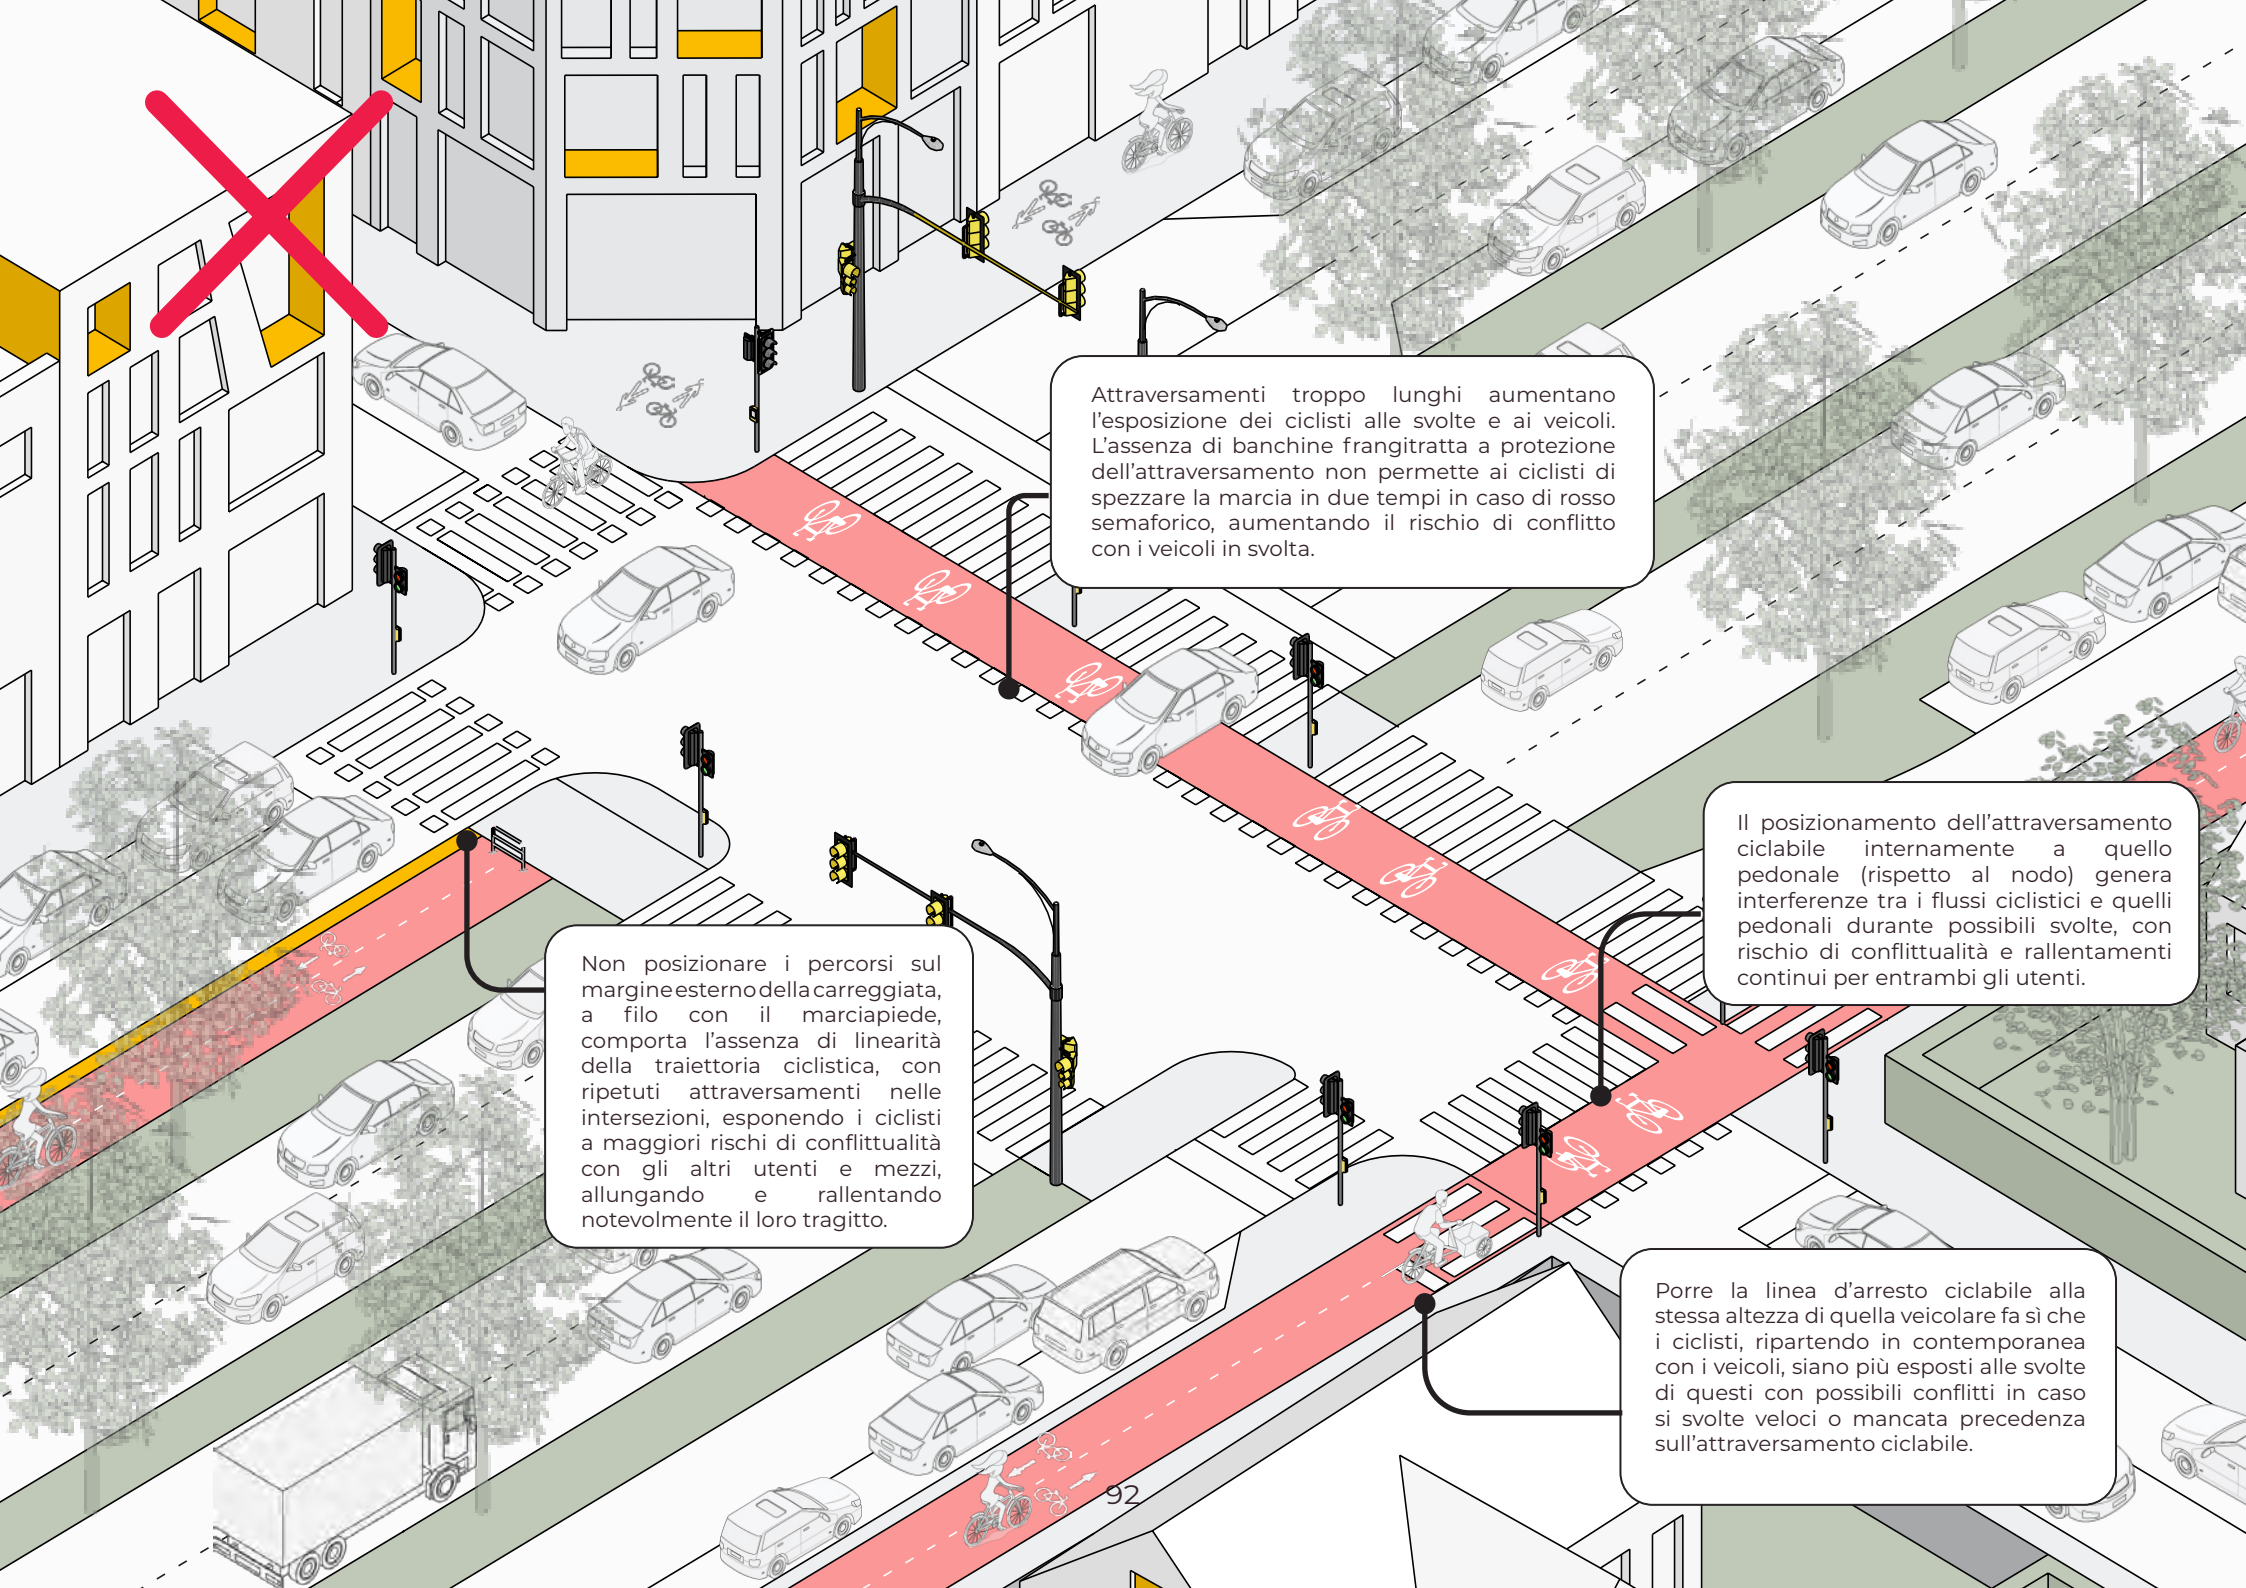 Attraversamenti troppo lunghi aumentano
l’esposizione dei ciclisti alle svolte e ai veicoli.
L’assenza di banchine frangitratta a protezione
dell’attraversamento non permette ai ciclisti di
spezzare la marcia in due tempi in caso di rosso
semaforico, aumentando il rischio di conflitto
con i veicoli in svolta.
Il posizionamento dell’attraversamento
ciclabile internamente a quello
pedonale (rispetto al nodo) genera
interferenze tra i flussi ciclistici e quelli
pedonali durante possibili svolte, con
rischio di conflittualità e rallentamenti
continui per entrambi gli utenti.
Non posizionare i percorsi sul
margine esterno della carreggiata,
a filo con il marciapiede,
comporta l’assenza di linearità
della traiettoria ciclistica, con
ripetuti attraversamenti nelle
intersezioni, esponendo i ciclisti
a maggiori rischi di conflittualità
con gli altri utenti e mezzi,
allungando e rallentando
notevolmente il loro tragitto.
Porre la linea d’arresto ciclabile alla
stessa altezza di quella veicolare fa sì che
i ciclisti, ripartendo in contemporanea
con i veicoli, siano più esposti alle svolte
di questi con possibili conflitti in caso
si svolte veloci o mancata precedenza
sull’attraversamento ciclabile.
92